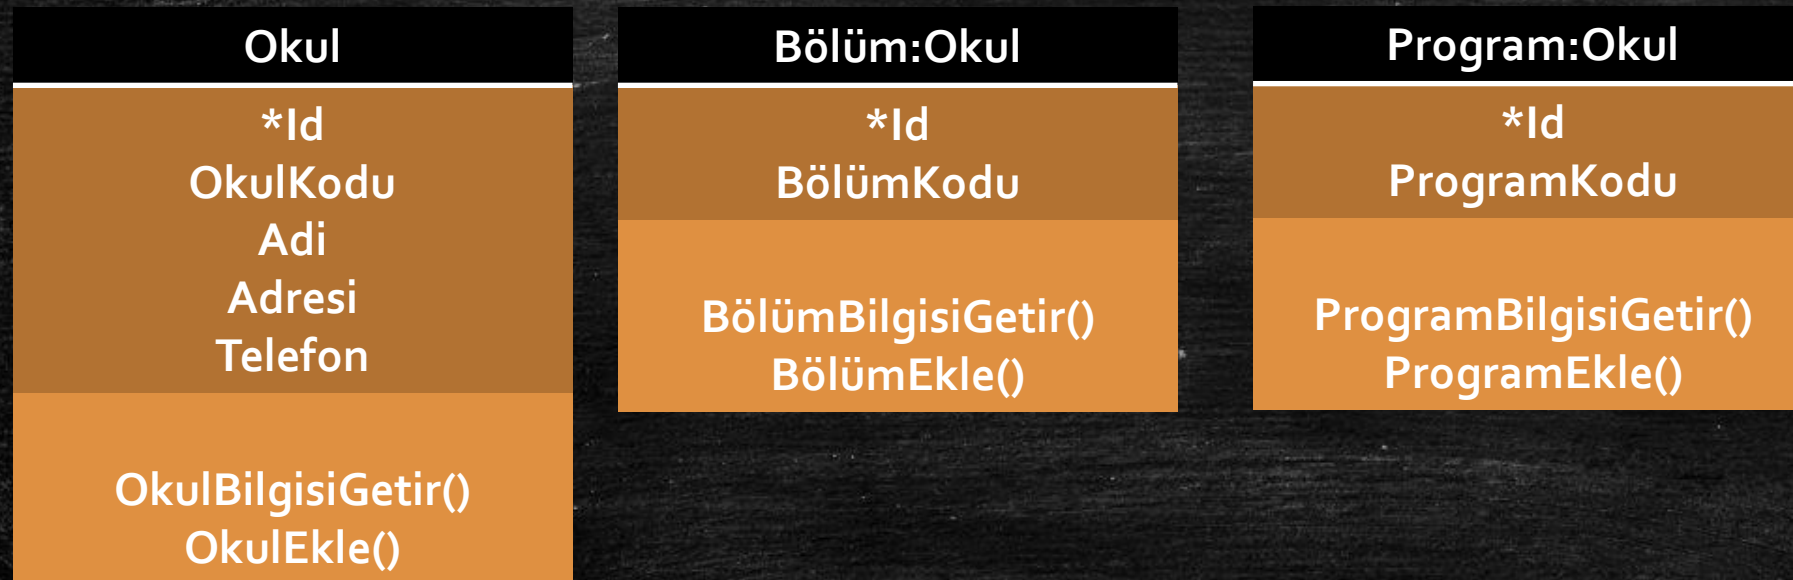 Okul
*Id
OkulKodu
Adi
Adresi
Telefon
OkulBilgisiGetir()
OkulEkle()
Bölüm:Okul
*Id
BölümKodu
BölümBilgisiGetir()
BölümEkle()
Program:Okul
*Id
ProgramKodu
ProgramBilgisiGetir()
ProgramEkle()